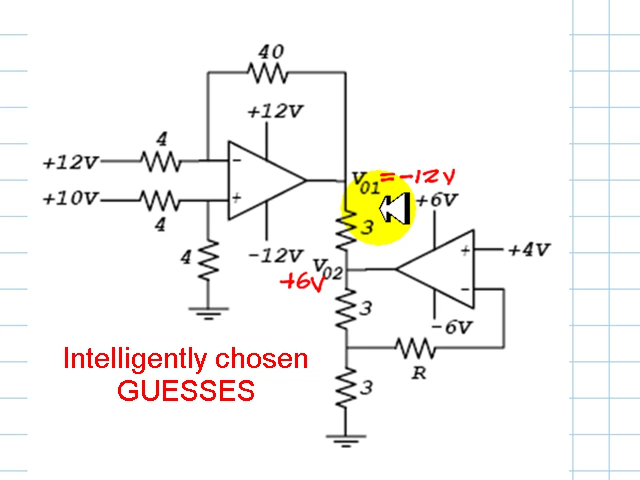 40
+12V
4
+12V
−
V01 = -12V
+10V
+
+6V
4
3
4
-12V
V02
+
+4V
+6V
−
3
-6V
Intelligently chosen
GUESSES
R
3